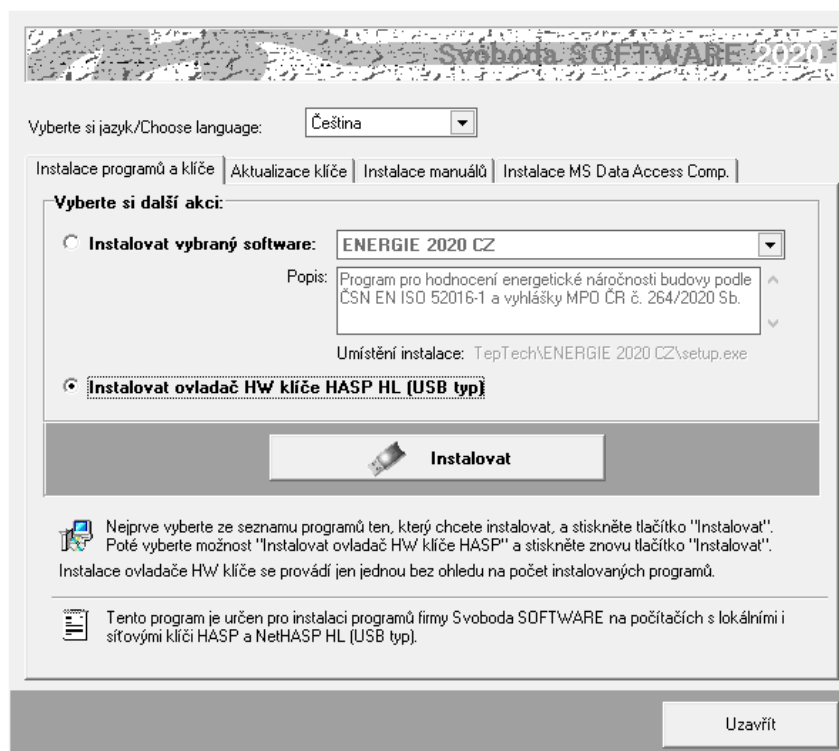 Svoboda SOFTWARE 2020
Vyberte si jazyk/Choose language: Čeština
Instalace programů a klíče Aktualizace klíče Instalace manuálů Instalace MS Data Access Comp.
Vyberte si další akci:
Instalovat vybraný software: ENERGIE 2020 CZ
Popis: Program pro hodnocení energetické náročnosti budovy podle
ČSN EN ISO 52016-1 a vyhlášky MPO ČR č. 264/2020 Sb.
Umístění instalace: TepTech\ENERGIE 2020 CZ\setup.exe
Instalovat ovladač HW klíče HASP HL (USB typ)
Instalovat
Nejprve vyberte ze seznamu programů ten, který chcete instalovat, a stiskněte tlačítko "Instalovat".
Poté vyberte možnost "Instalovat ovladač HW klíče HASP" a stiskněte znovu tlačítko "Instalovat".
Instalace ovladače HW klíče se provádí jen jednou bez ohledu na počet instalovaných programů.
Tento program je určen pro instalaci programů firmy Svoboda SOFTWARE na počítačích s lokálními i
síťovými klíči HASP a NetHASP HL (USB typ).
Uzavřít